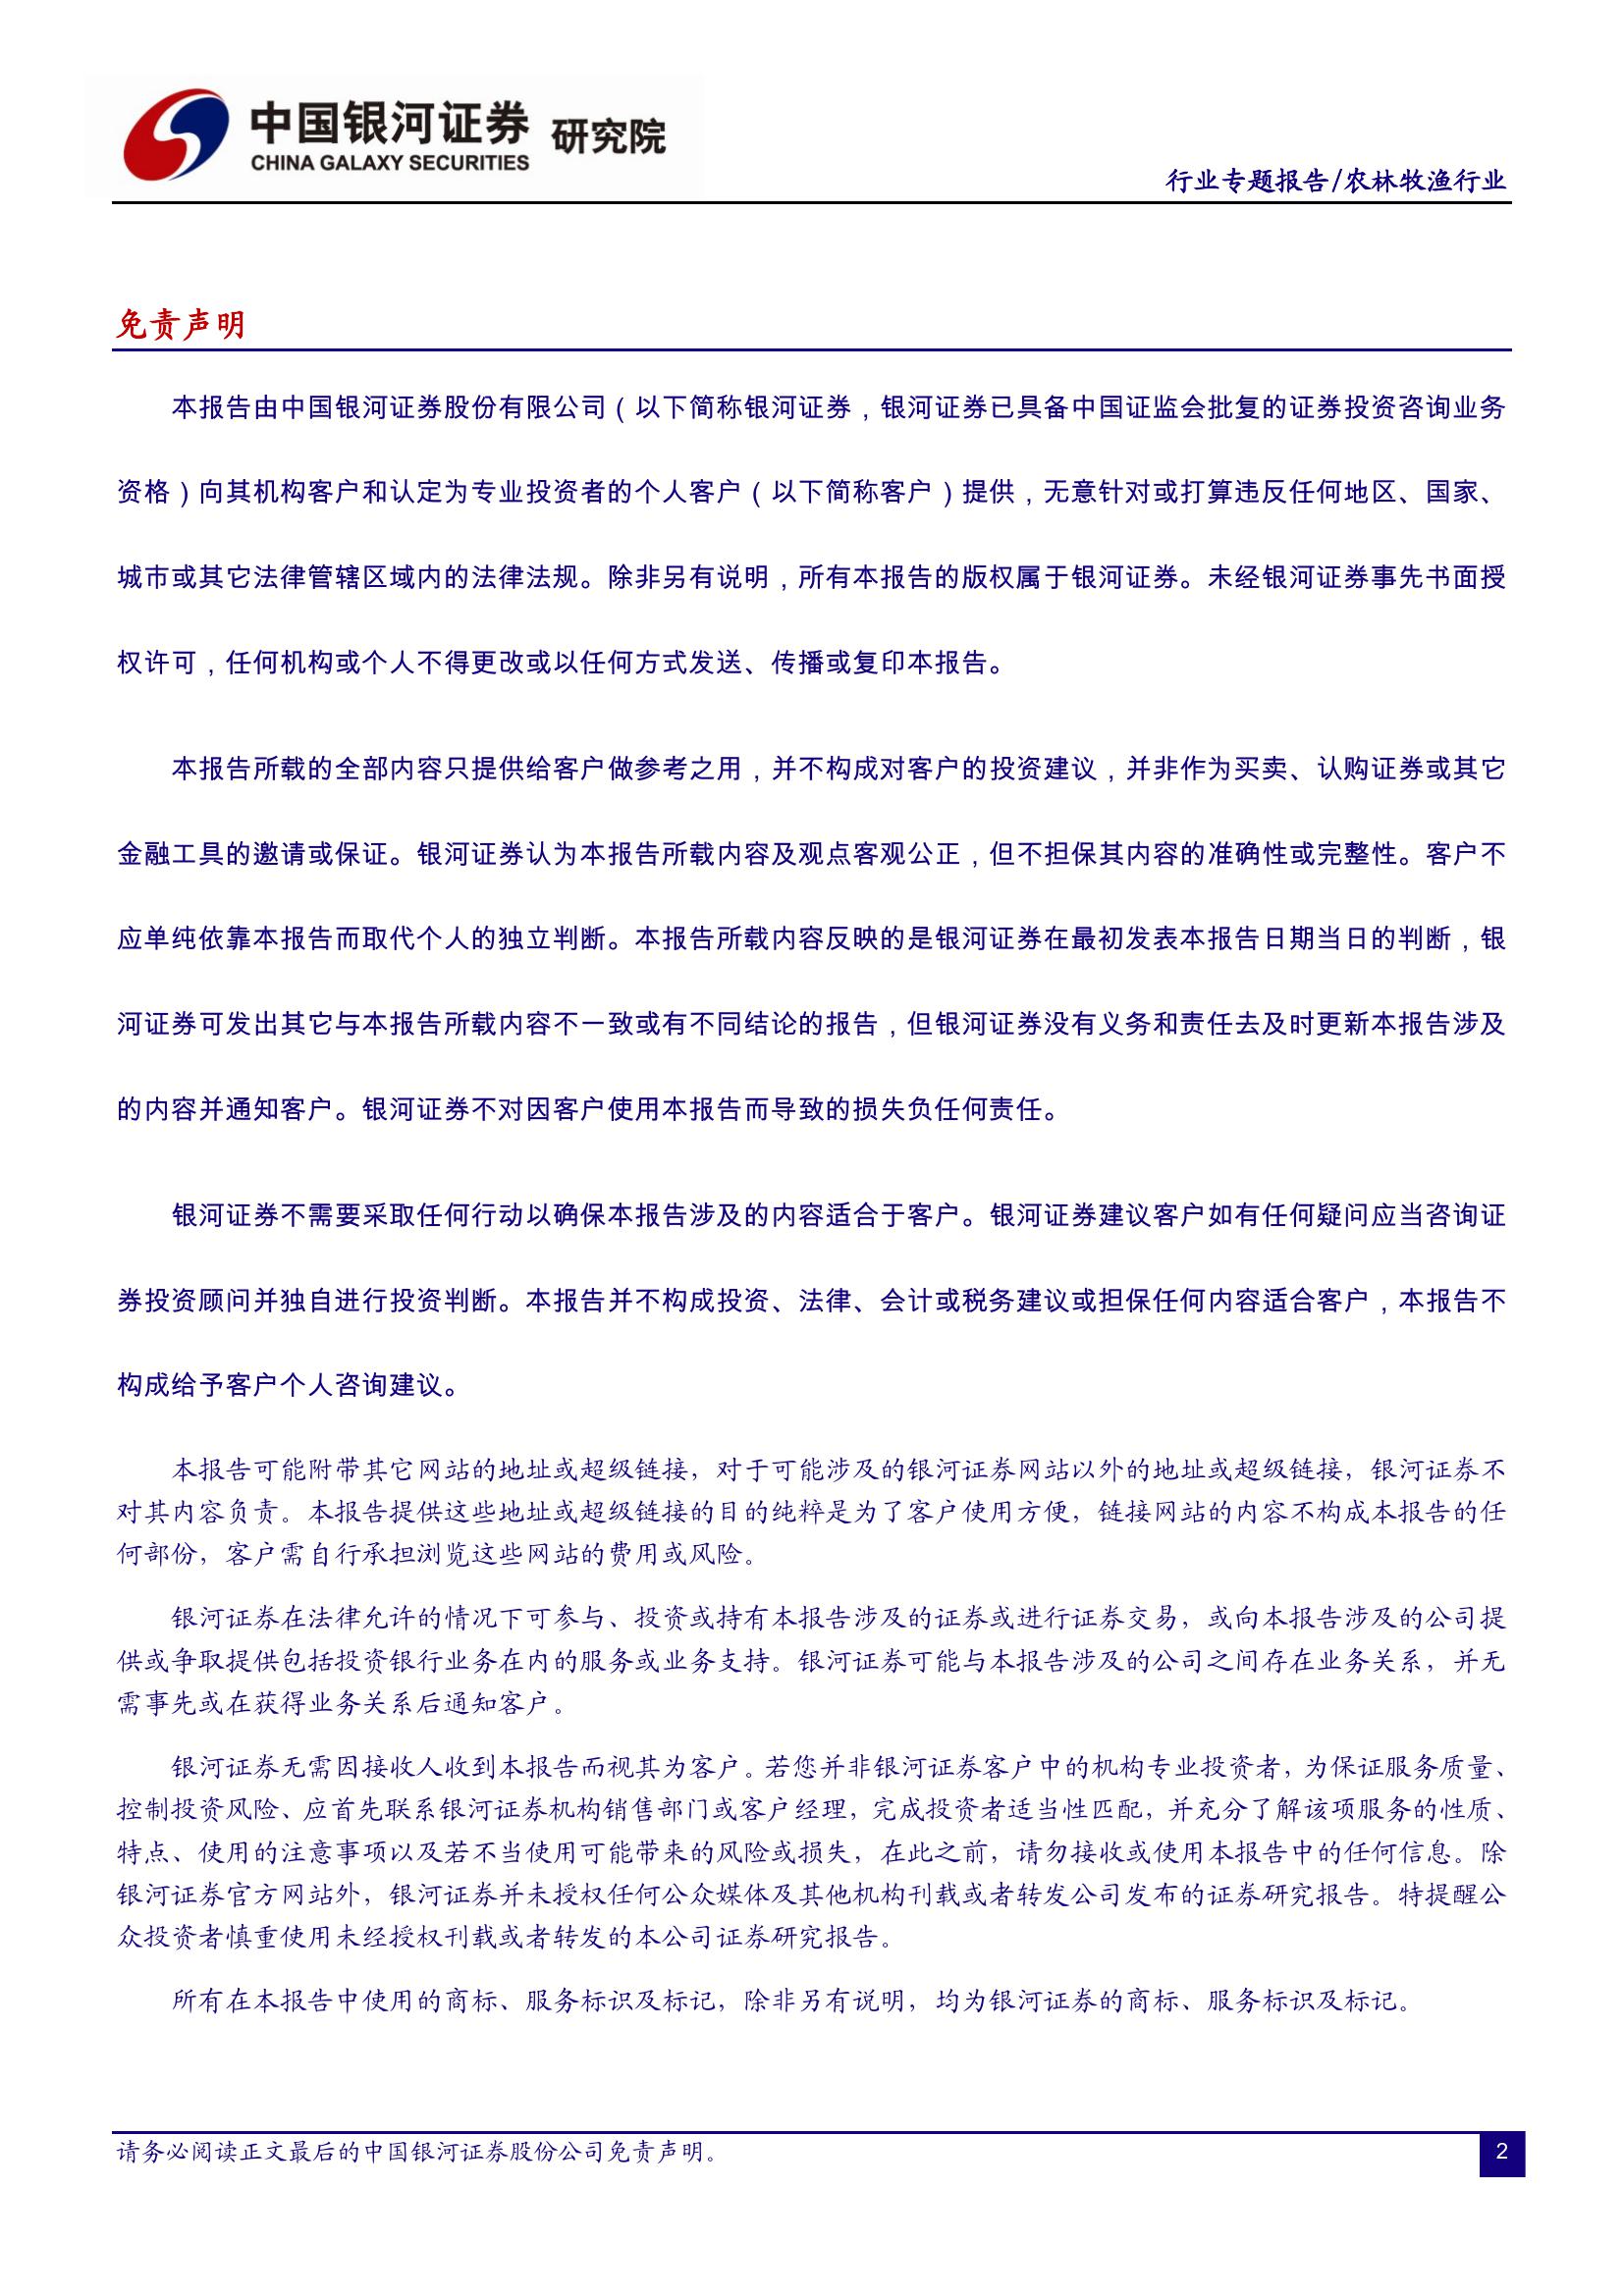 中国银河证券 研究院
CHINA GALAXY SECURITIES
行业专题报告/农林牧渔行业
免责声明
本报告由中国银河证券股份有限公司（以下简称银河证券，银河证券已具备中国证监会批复的证券投资咨询业务
资格）向其机构客户和认定为专业投资者的个人客户（以下简称客户）提供，无意针对或打算违反任何地区、国家、
城市或其它法律管辖区域内的法律法规。除非另有说明，所有本报告的版权属于银河证券。未经银河证券事先书面授
权许可，任何机构或个人不得更改或以任何方式发送、传播或复印本报告。
本报告所载的全部内容只提供给客户做参考之用，并不构成对客户的投资建议，并非作为买卖、认购证券或其它
金融工具的邀请或保证。银河证券认为本报告所载内容及观点客观公正，但不担保其内容的准确性或完整性。客户不
应单纯依靠本报告而取代个人的独立判断。本报告所载内容反映的是银河证券在最初发表本报告日期当日的判断，银
河证券可发出其它与本报告所载内容不一致或有不同结论的报告，但银河证券没有义务和责任去及时更新本报告涉及
的内容并通知客户。银河证券不对因客户使用本报告而导致的损失负任何责任。
银河证券不需要采取任何行动以确保本报告涉及的内容适合于客户。银河证券建议客户如有任何疑问应当咨询证
券投资顾问并独自进行投资判断。本报告并不构成投资、法律、会计或税务建议或担保任何内容适合客户，本报告不
构成给予客户个人咨询建议。
本报告可能附带其它网站的地址或超级链接，对于可能涉及的银河证券网站以外的地址或超级链接，银河证券不
对其内容负责。本报告提供这些地址或超级链接的目的纯粹是为了客户使用方便，链接网站的内容不构成本报告的任
何部份，客户需自行承担浏览这些网站的费用或风险。
银河证券在法律允许的情况下可参与、投资或持有本报告涉及的证券或进行证券交易，或向本报告涉及的公司提
供或争取提供包括投资银行业务在内的服务或业务支持。银河证券可能与本报告涉及的公司之间存在业务关系，并无
需事先或在获得业务关系后通知客户。
银河证券无需因接收人收到本报告而视其为客户。若您并非银河证券客户中的机构专业投资者，为保证服务质量、
控制投资风险、应首先联系银河证券机构销售部门或客户经理，完成投资者适当性匹配，并充分了解该项服务的性质、
特点、使用的注意事项以及若不当使用可能带来的风险或损失，在此之前，请勿接收或使用本报告中的任何信息。除
银河证券官方网站外，银河证券并未授权任何公众媒体及其他机构刊载或者转发公司发布的证券研究报告。特提醒公
众投资者慎重使用未经授权刊载或者转发的本公司证券研究报告。
所有在本报告中使用的商标、服务标识及标记，除非另有说明，均为银河证券的商标、服务标识及标记。
请务必阅读正文最后的中国银河证券股份公司免责声明。
2